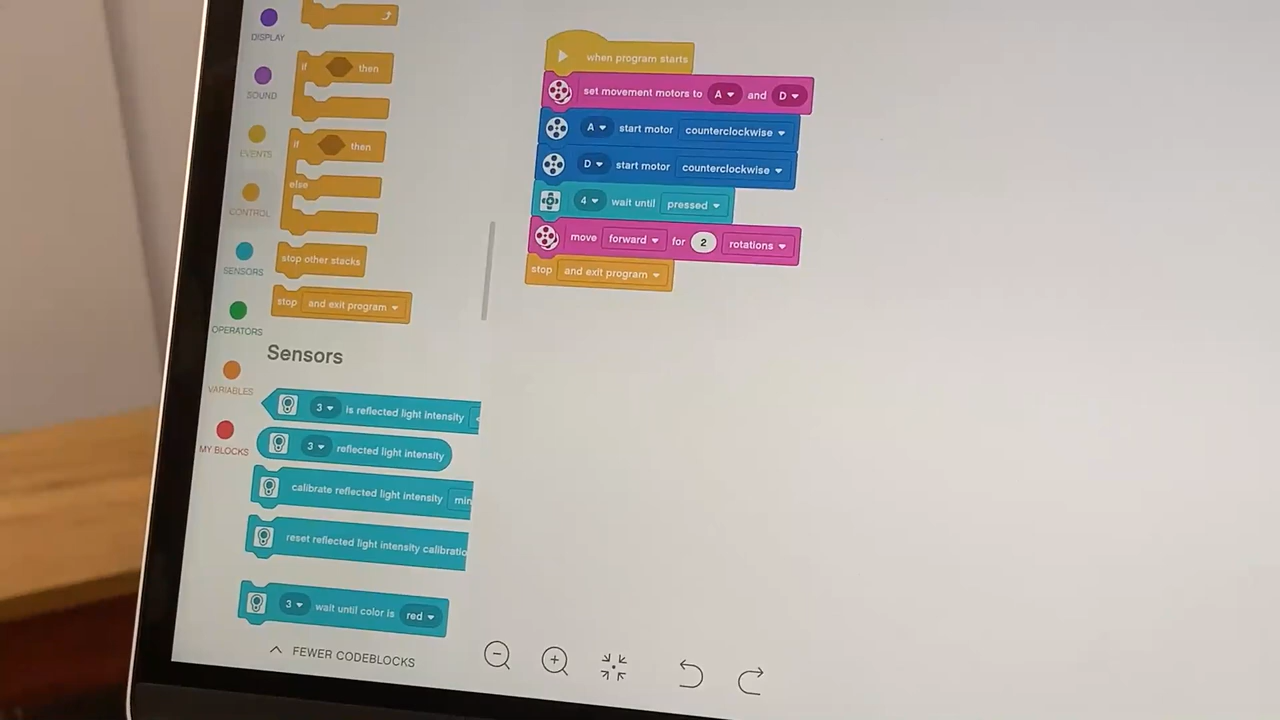 DISPLAY
SOUND
EVENTS
CONTROL
SENSORS
OPERATORS
VARIABLES
MY BLOCKS
if then
if then
else
stop other stacks
stop and exit program
Sensors
3 is reflected light intensity
3 reflected light intensity
calibrate reflected light intensity min
reset reflected light intensity calibratio
3 wait until color is red
FEWER CODEBLOCKS
when program starts
set movement motors to A and D
A start motor counterclockwise
D start motor counterclockwise
4 wait until pressed
move forward for 2 rotations
stop and exit program